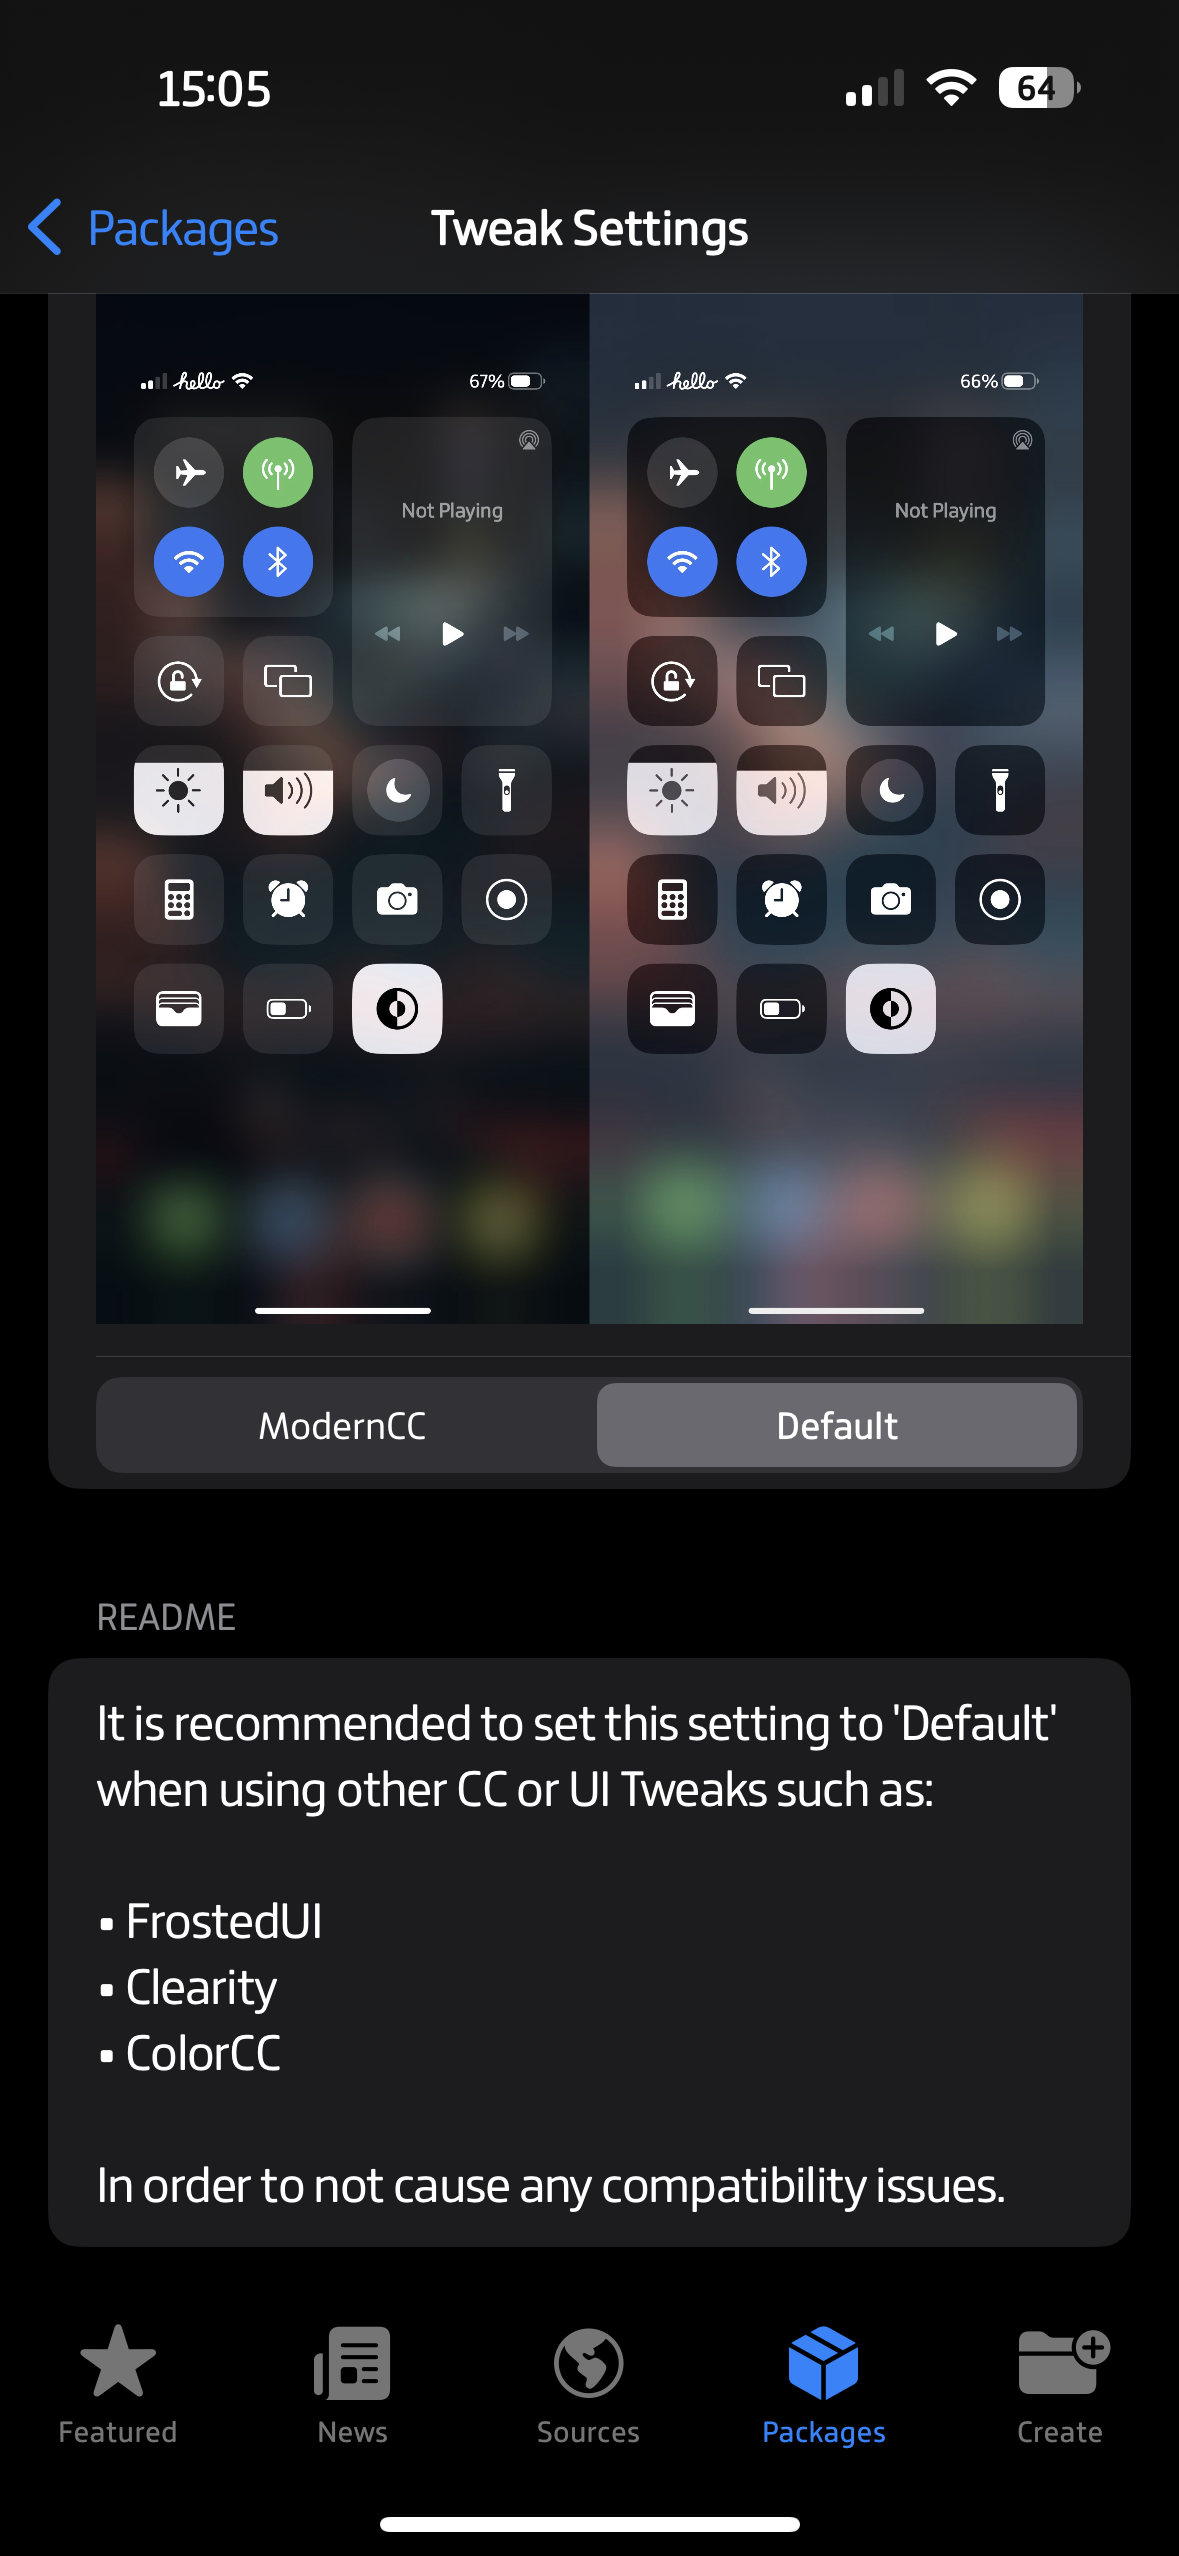 15:05
64
Packages
Tweak Settings
hello
67%
hello
66%
Not Playing
Not Playing
ModernCC
Default
README
It is recommended to set this setting to 'Default'
when using other CC or UI Tweaks such as:
▪ FrostedUI
▪ Clearity
▪ ColorCC
In order to not cause any compatibility issues.
Featured
News
Sources
Packages
Create